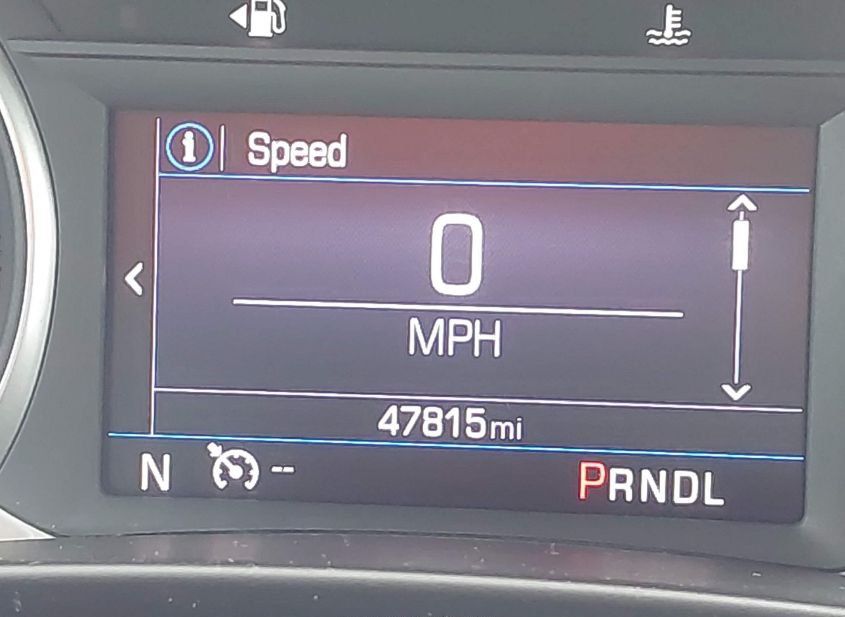 Speed
0
MPH
47815mi
N --
PRNDL